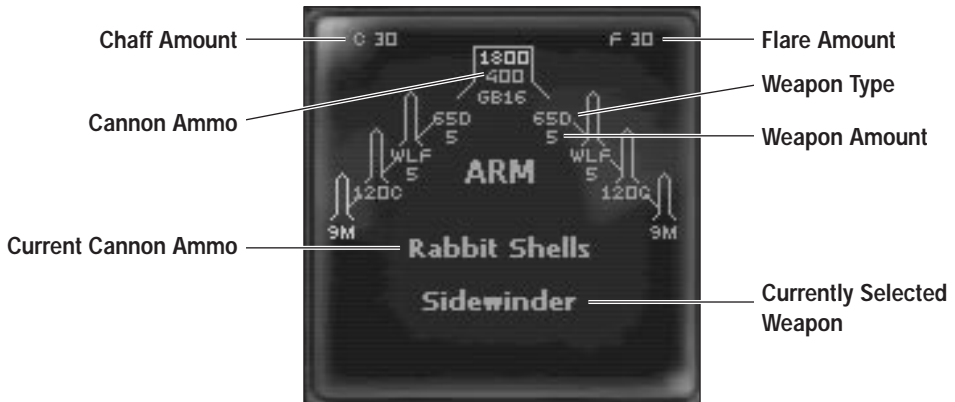 Chaff Amount
C 30
F 30
Flare Amount
1800
400
GB16
Weapon Type
Cannon Ammo
65D
5
65D
5
Weapon Amount
WLF
5
WLF
5
ARM
120C
120C
9M
9M
Current Cannon Ammo
Rabbit Shells
Sidewinder
Currently Selected
Weapon